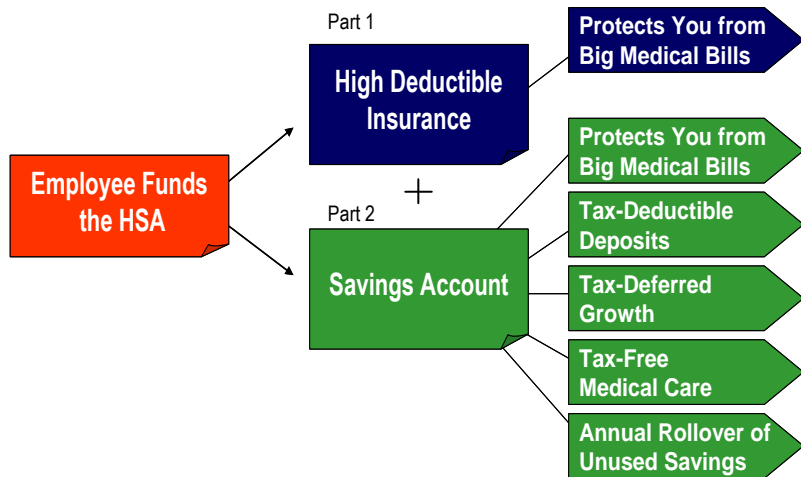 Part 1
High Deductible
Insurance
Protects You from
Big Medical Bills
Employee Funds
the HSA
+
Part 2
Savings Account
Protects You from
Big Medical Bills
Tax-Deductible
Deposits
Tax-Deferred
Growth
Tax-Free
Medical Care
Annual Rollover of
Unused Savings